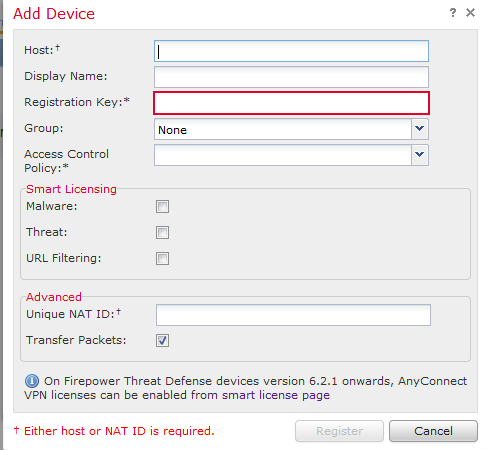 Add Device
? ×
Host:†
Display Name:
Registration Key:*
Group:
None
Access Control
Policy:*
Smart Licensing
Malware:
Threat:
URL Filtering:
Advanced
Unique NAT ID:†
Transfer Packets:
On Firepower Threat Defense devices version 6.2.1 onwards, AnyConnect
VPN licenses can be enabled from smart license page
† Either host or NAT ID is required.
Register
Cancel